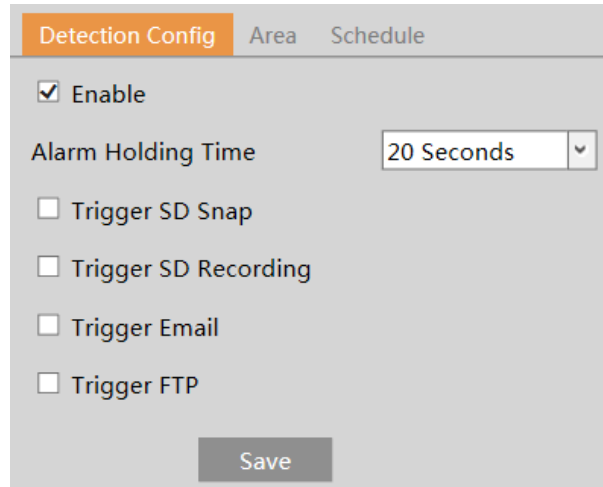 Detection Config Area Schedule
Enable
Alarm Holding Time 20 Seconds
Trigger SD Snap
Trigger SD Recording
Trigger Email
Trigger FTP
Save